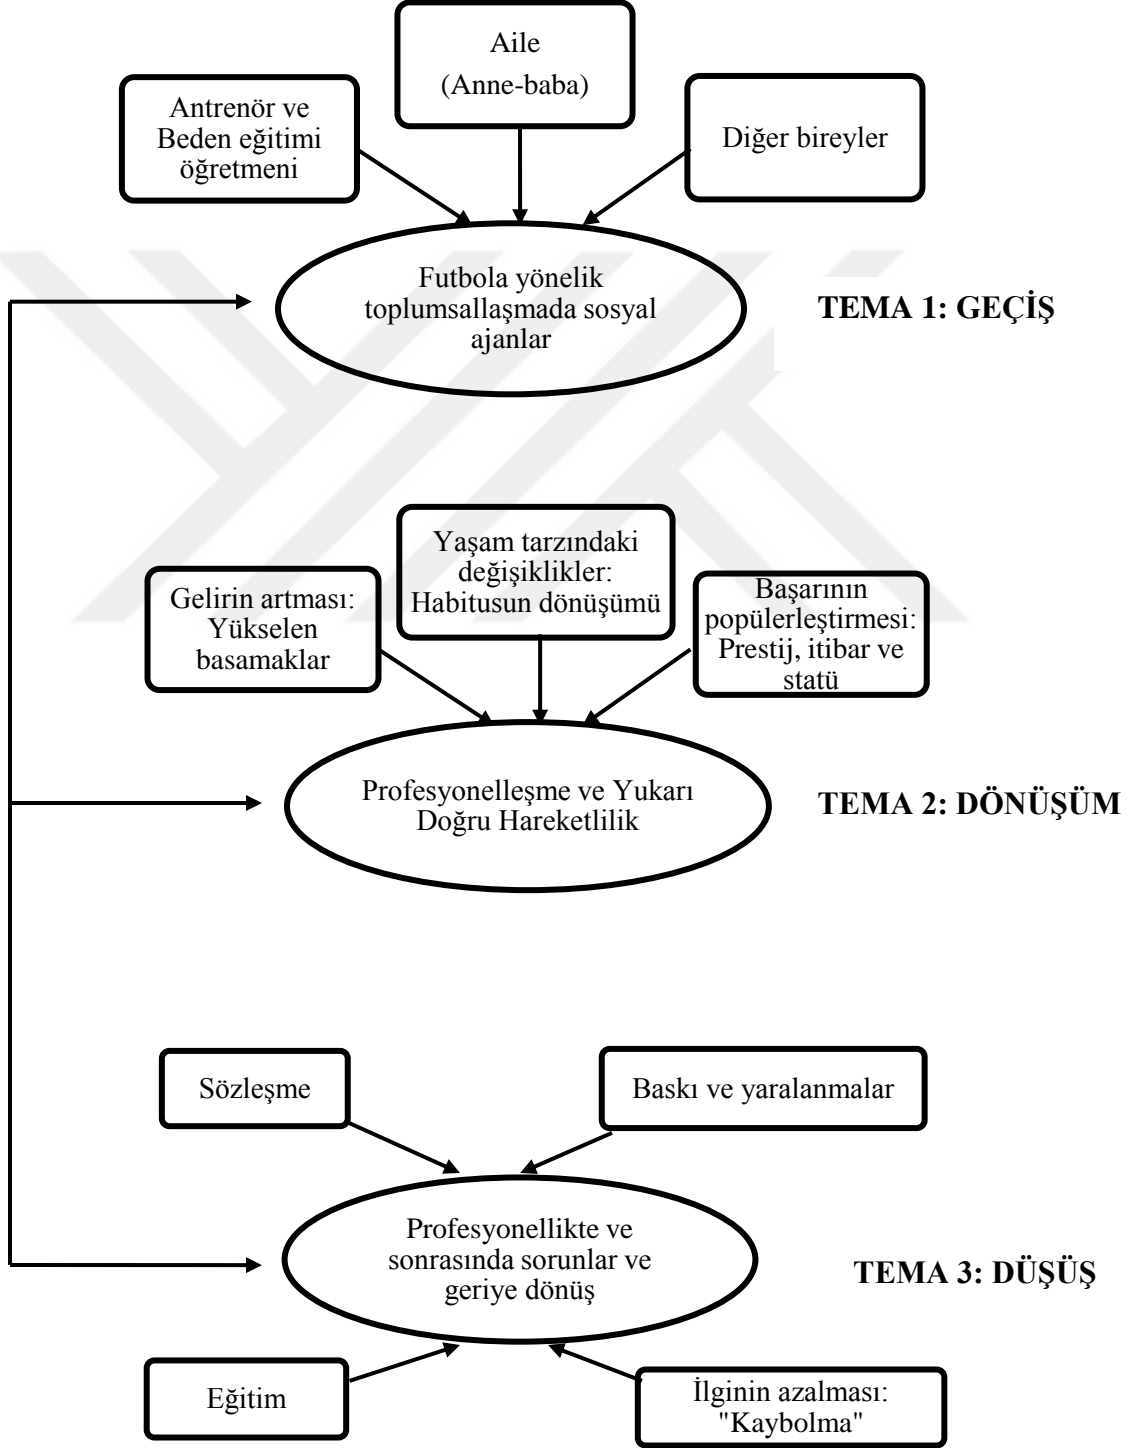 Aile
(Anne-baba)
Antrenör ve
Beden eğitimi
öğretmeni
Diğer bireyler
Futbola yönelik
toplumsallaşmada sosyal
ajanlar
TEMA 1: GEÇİŞ
Yaşam tarzındaki
değişiklikler:
Habitusun dönüşümü
Gelirin artması:
Yükselen
basamaklar
Başarının
popülerleştirmesi:
Prestij, itibar ve
statü
Profesyonelleşme ve Yukarı
Doğru Hareketlilik
TEMA 2: DÖNÜŞÜM
Sözleşme
Baskı ve yaralanmalar
Profesyonellikte ve
sonrasında sorunlar ve
geriye dönüş
TEMA 3: DÜŞÜŞ
Eğitim
İlginin azalması:
"Kaybolma"